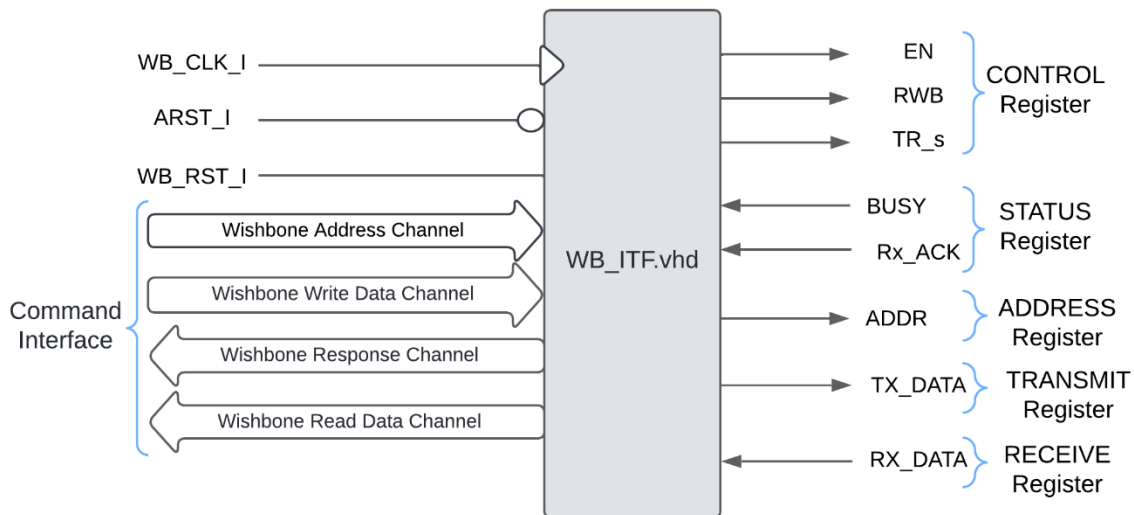 WB_CLK_I
ARST_I
WB_RST_I
Command
Interface
Wishbone Address Channel
Wishbone Write Data Channel
Wishbone Response Channel
Wishbone Read Data Channel
WB_ITF.vhd
EN
RWB
TR_s
CONTROL
Register
BUSY
Rx_ACK
STATUS
Register
ADDR
ADDRESS
Register
TX_DATA
TRANSMIT
Register
RX_DATA
RECEIVE
Register